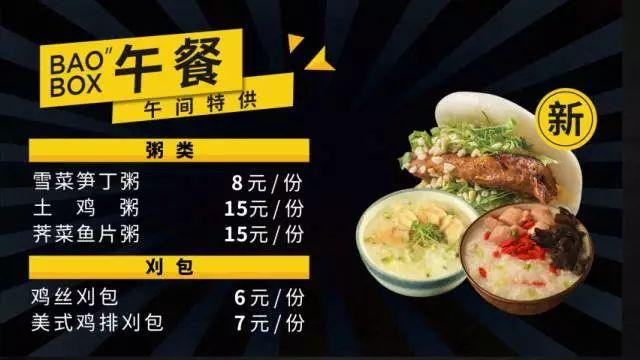 BAO"
BOX
午餐
午间特供
新
粥类
雪菜笋丁粥 8元/份
土鸡粥 15元/份
荠菜鱼片粥 15元/份
刈包
鸡丝刈包 6元/份
美式鸡排刈包 7元/份